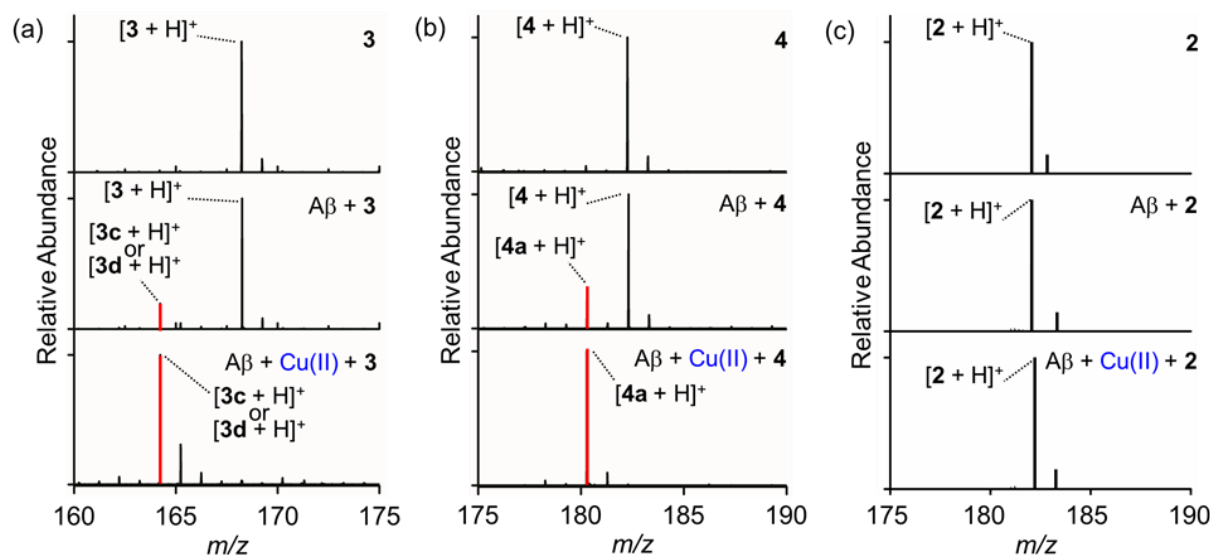 (a)
[3 + H]⁺
3
[3 + H]⁺
Aβ + 3
[3c + H]⁺
or
[3d + H]⁺
Aβ + Cu(II) + 3
[3c + H]⁺
or
[3d + H]⁺
Relative Abundance
160 165 170 175
m/z
(b)
[4 + H]⁺
4
[4 + H]⁺
Aβ + 4
[4a + H]⁺
Aβ + Cu(II) + 4
[4a + H]⁺
Relative Abundance
175 180 185 190
m/z
(c)
[2 + H]⁺
2
[2 + H]⁺
Aβ + 2
Aβ + Cu(II) + 2
[2 + H]⁺
Relative Abundance
175 180 185 190
m/z